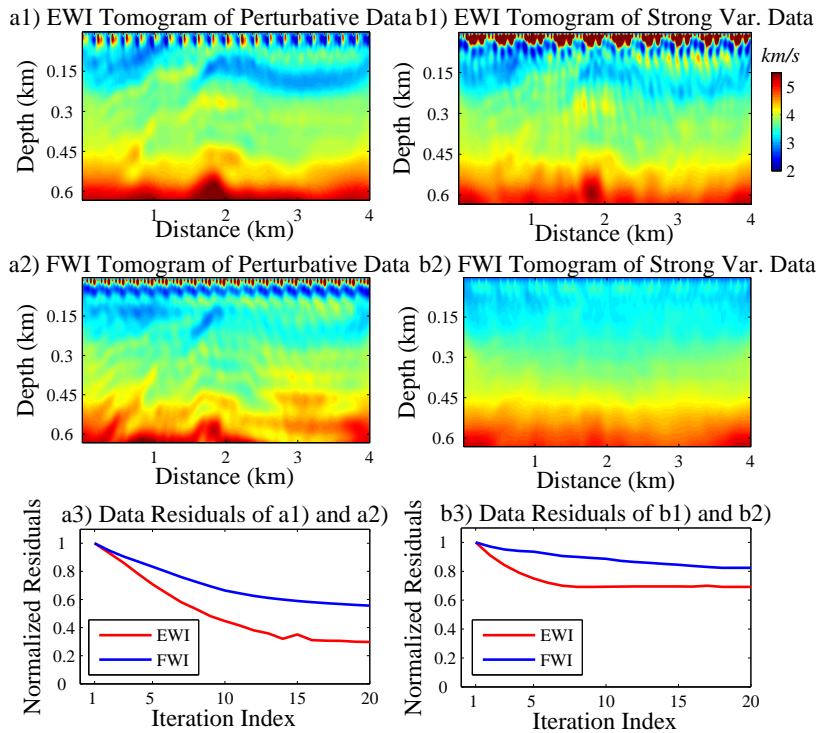 a1) EWI Tomogram of Perturbative Data
b1) EWI Tomogram of Strong Var. Data
Depth (km)
0.15
0.3
0.45
0.6
1
2
3
4
Distance (km)
Depth (km)
0.15
0.3
0.45
0.6
1
2
3
4
Distance (km)
km/s
5
4
3
2
a2) FWI Tomogram of Perturbative Data
b2) FWI Tomogram of Strong Var. Data
Depth (km)
0.15
0.3
0.45
0.6
1
2
3
4
Distance (km)
Depth (km)
0.15
0.3
0.45
0.6
1
2
3
4
Distance (km)
a3) Data Residuals of a1) and a2)
Normalized Residuals
1
0.8
0.6
0.4
0.2
0
EWI
FWI
1
5
10
15
20
Iteration Index
b3) Data Residuals of b1) and b2)
Normalized Residuals
1
0.8
0.6
0.4
0.2
0
EWI
FWI
1
5
10
15
20
Iteration Index